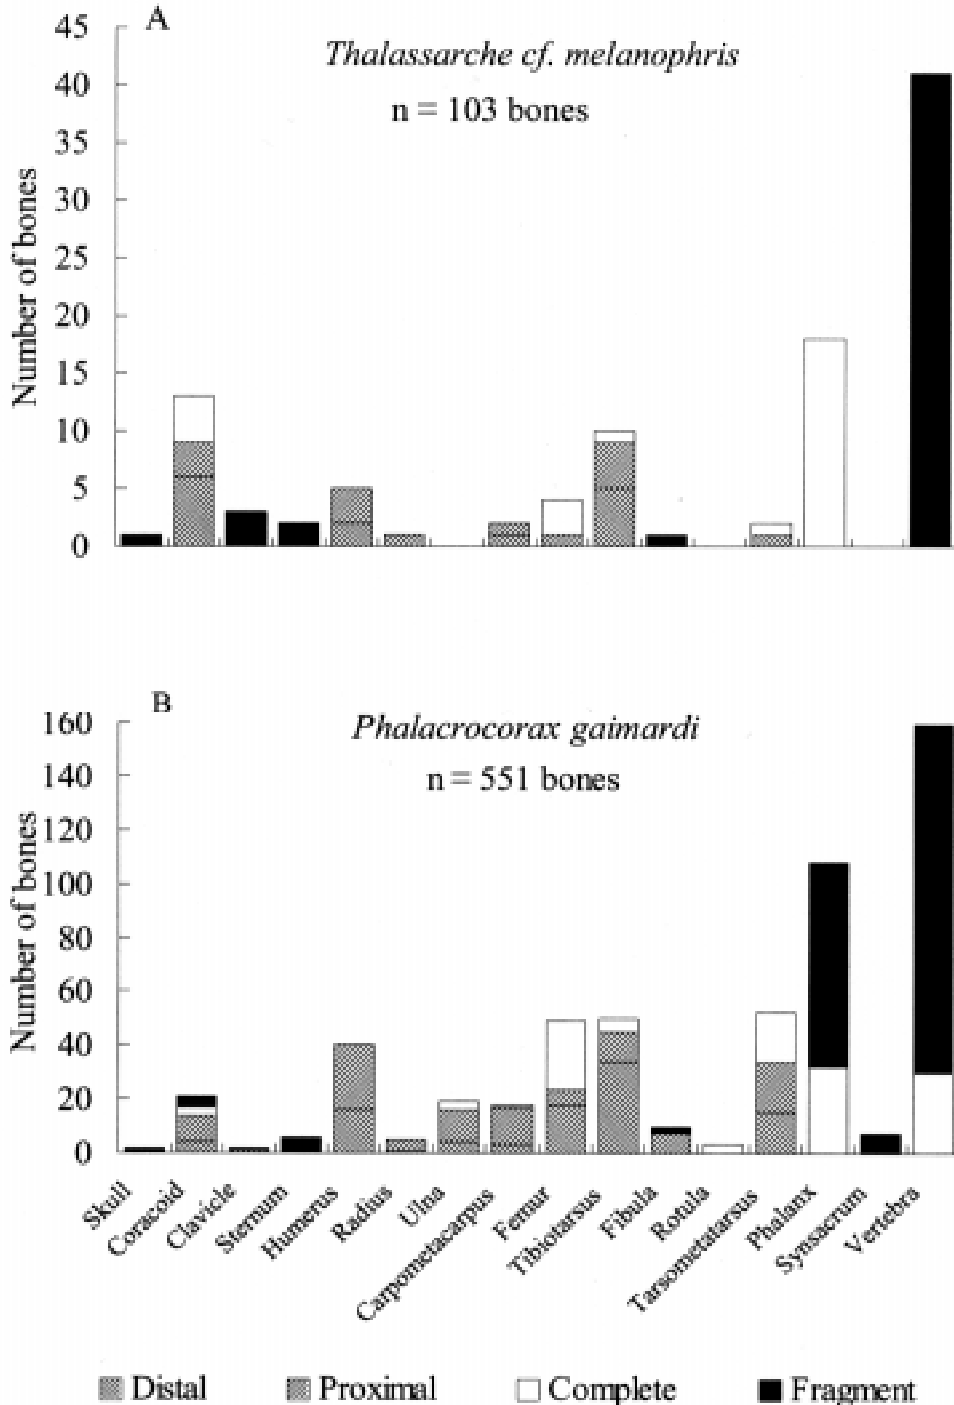 A
Thalassarche cf. melanophris
n = 103 bones
Number of bones
45
40
35
30
25
20
15
10
5
0
B
Phalacrocorax gaimardi
n = 551 bones
Number of bones
160
140
120
100
80
60
40
20
0
Skull
Coracoid
Clavicle
Sternum
Humerus
Radius
Ulna
Carpometacarpus
Femur
Tibiotarsus
Fibula
Rotula
Tarsometatarsus
Phalanx
Synsacrum
Vertebra
Distal Proximal Complete Fragment